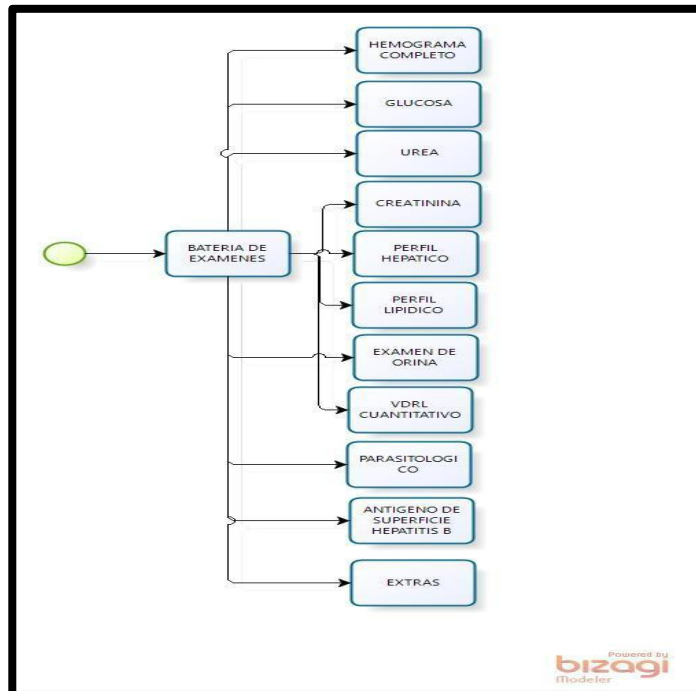 HEMOGRAMA
COMPLETO
GLUCOSA
UREA
CREATININA
BATERIA DE
EXAMENES
PERFIL
HEPATICO
PERFIL
LIPIDICO
EXAMEN DE
ORINA
VDRL
CUANTITATIVO
PARASITOLOGI
CO
ANTIGENO DE
SUPERFICIE
HEPATITIS B
EXTRAS
Powered by
bizagi
Modeler